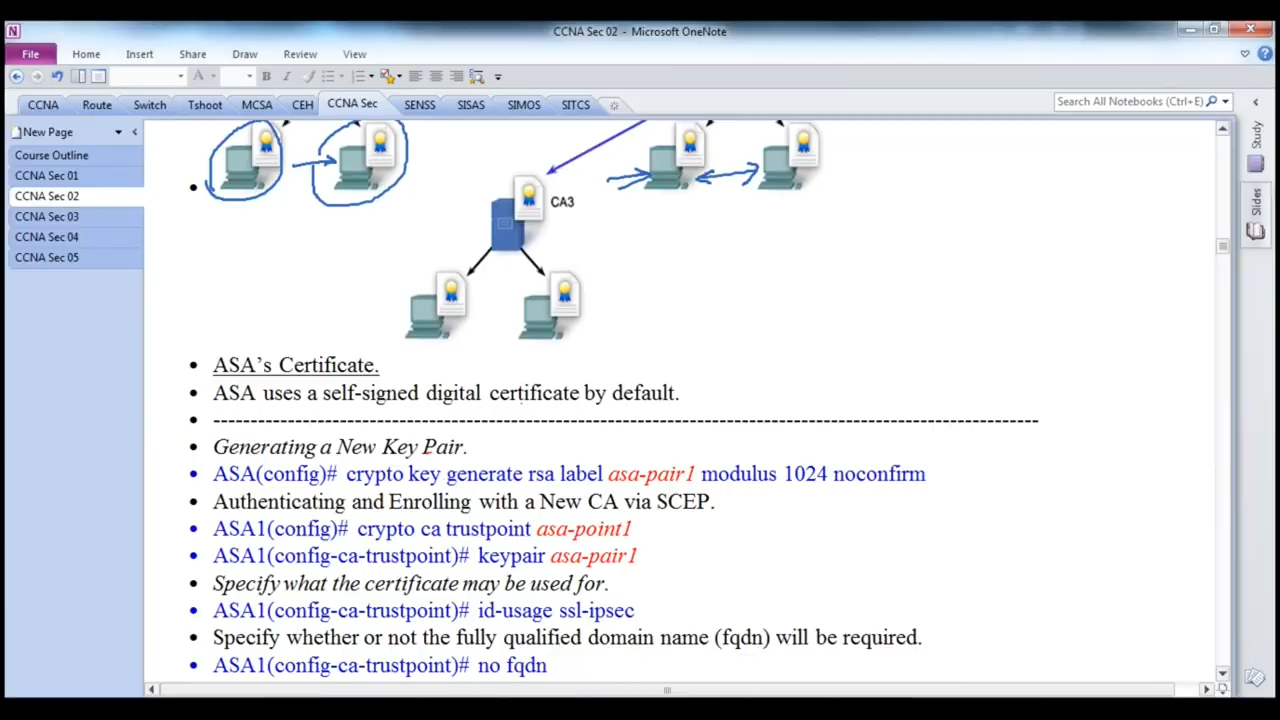 CCNA Sec 02 - Microsoft OneNote
File Home Insert Share Draw Review View
CCNA Route Switch Tshoot MCSA CEH CCNA Sec SENSS SISAS SIMOS SITCS
Search All Notebooks (Ctrl+E)
New Page
Course Outline
CCNA Sec 01
CCNA Sec 02
CCNA Sec 03
CCNA Sec 04
CCNA Sec 05
Study
Slides
CA3
ASA's Certificate.
ASA uses a self-signed digital certificate by default.
-----------------------------------------------------------------------------------------
Generating a New Key Pair.
ASA(config)# crypto key generate rsa label asa-pair1 modulus 1024 noconfirm
Authenticating and Enrolling with a New CA via SCEP.
ASA1(config)# crypto ca trustpoint asa-point1
ASA1(config-ca-trustpoint)# keypair asa-pair1
Specify what the certificate may be used for.
ASA1(config-ca-trustpoint)# id-usage ssl-ipsec
Specify whether or not the fully qualified domain name (fqdn) will be required.
ASA1(config-ca-trustpoint)# no fqdn